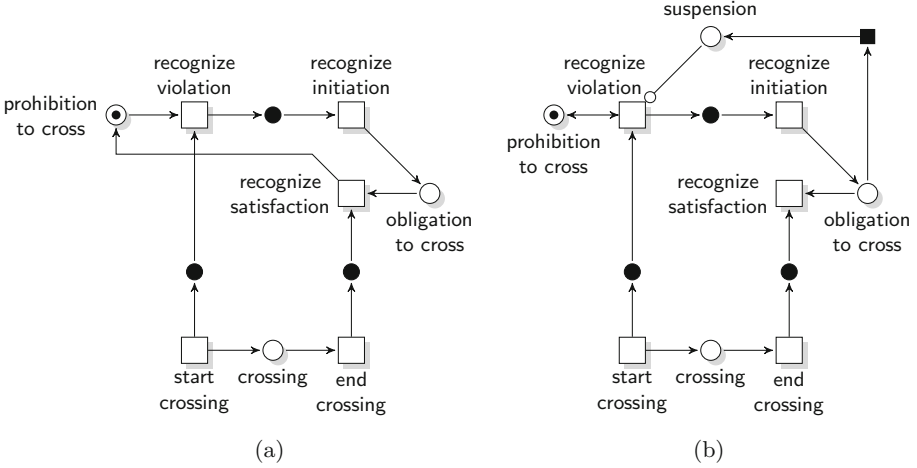 recognize
violation
recognize
initiation
prohibition
to cross
recognize
satisfaction
obligation
to cross
start
crossing
crossing
end
crossing
(a)
suspension
recognize
violation
recognize
initiation
prohibition
to cross
recognize
satisfaction
obligation
to cross
start
crossing
crossing
end
crossing
(b)